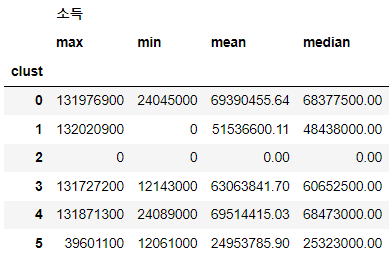 소득
max min mean median
clust
0 131976900 24045000 69390455.64 68377500.00
1 132020900 0 51536600.11 48438000.00
2 0 0 0.00 0.00
3 131727200 12143000 63063841.70 60652500.00
4 131871300 24089000 69514415.03 68473000.00
5 39601100 12061000 24953785.90 25323000.00